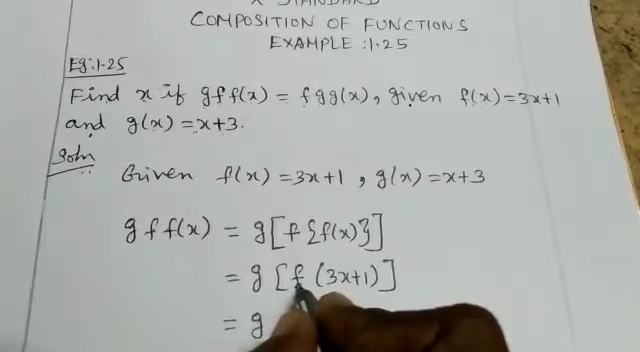 X STANDARD
COMPOSITION OF FUNCTIONS
EXAMPLE :1.25
Eg:1.25
Find x if gff(x) = fgg(x), given f(x)=3x+1
and g(x)=x+3.
Soln
Given f(x)=3x+1, g(x)=x+3
gff(x) = g[f{f(x)}]
= g[f(3x+1)]
= g